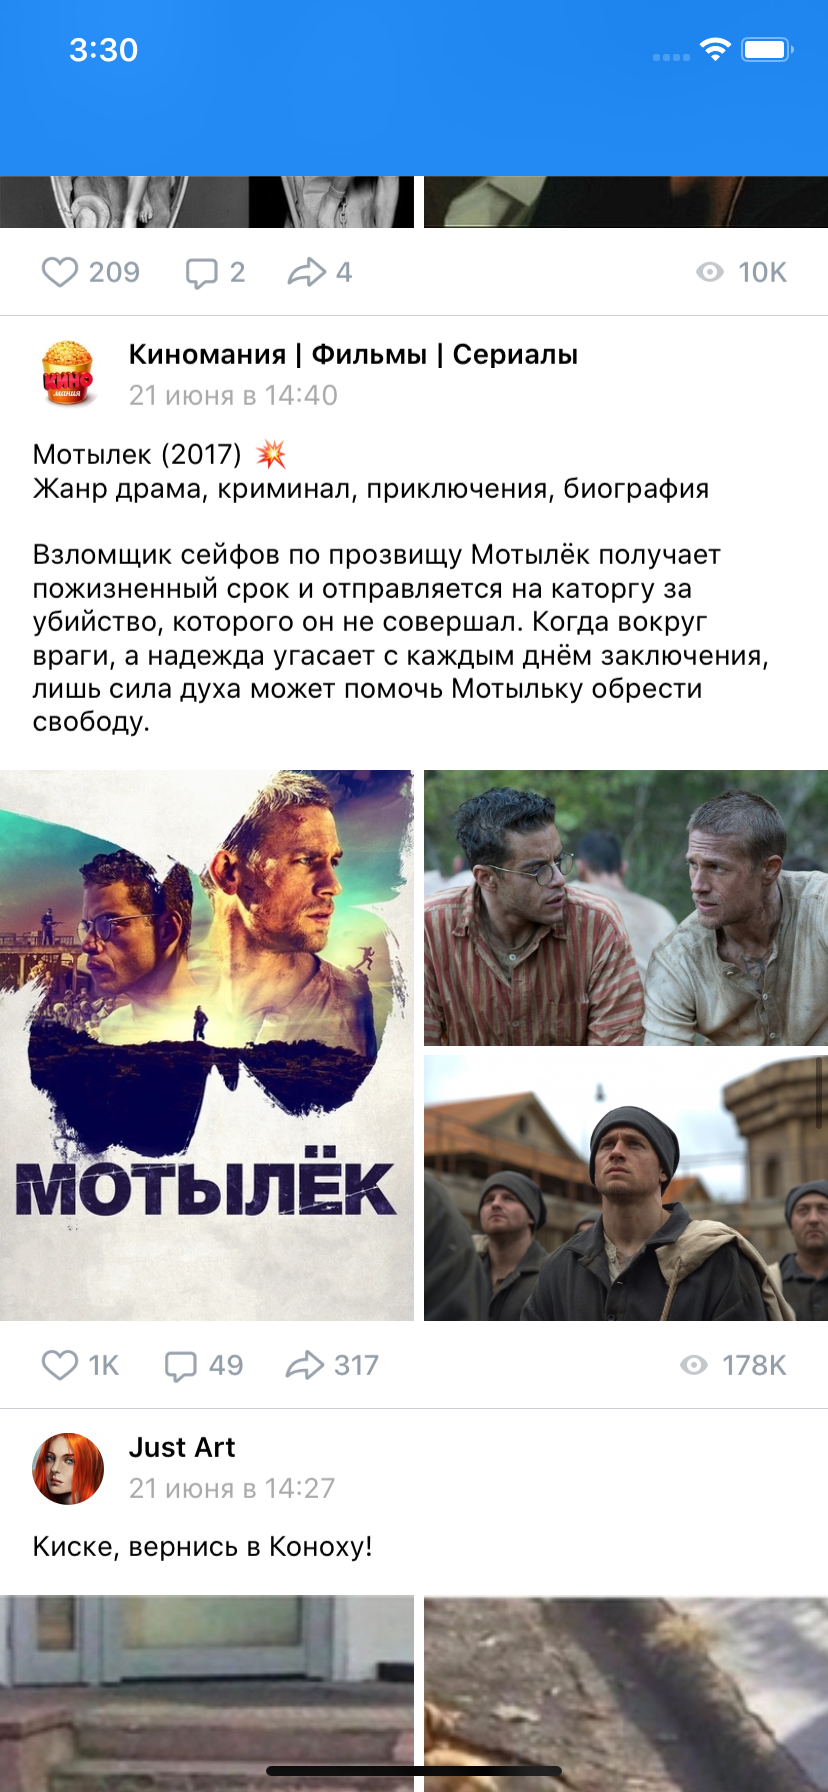 3:30
209 2 4 10K
Киномания | Фильмы | Сериалы
КИНО
мания
21 июня в 14:40
Мотылек (2017) 💥
Жанр драма, криминал, приключения, биография
Взломщик сейфов по прозвищу Мотылёк получает
пожизненный срок и отправляется на каторгу за
убийство, которого он не совершал. Когда вокруг
враги, а надежда угасает с каждым днём заключения,
лишь сила духа может помочь Мотыльку обрести
свободу.
МОТЫЛЁК
1K 49 317 178K
Just Art
21 июня в 14:27
Киске, вернись в Коноху!